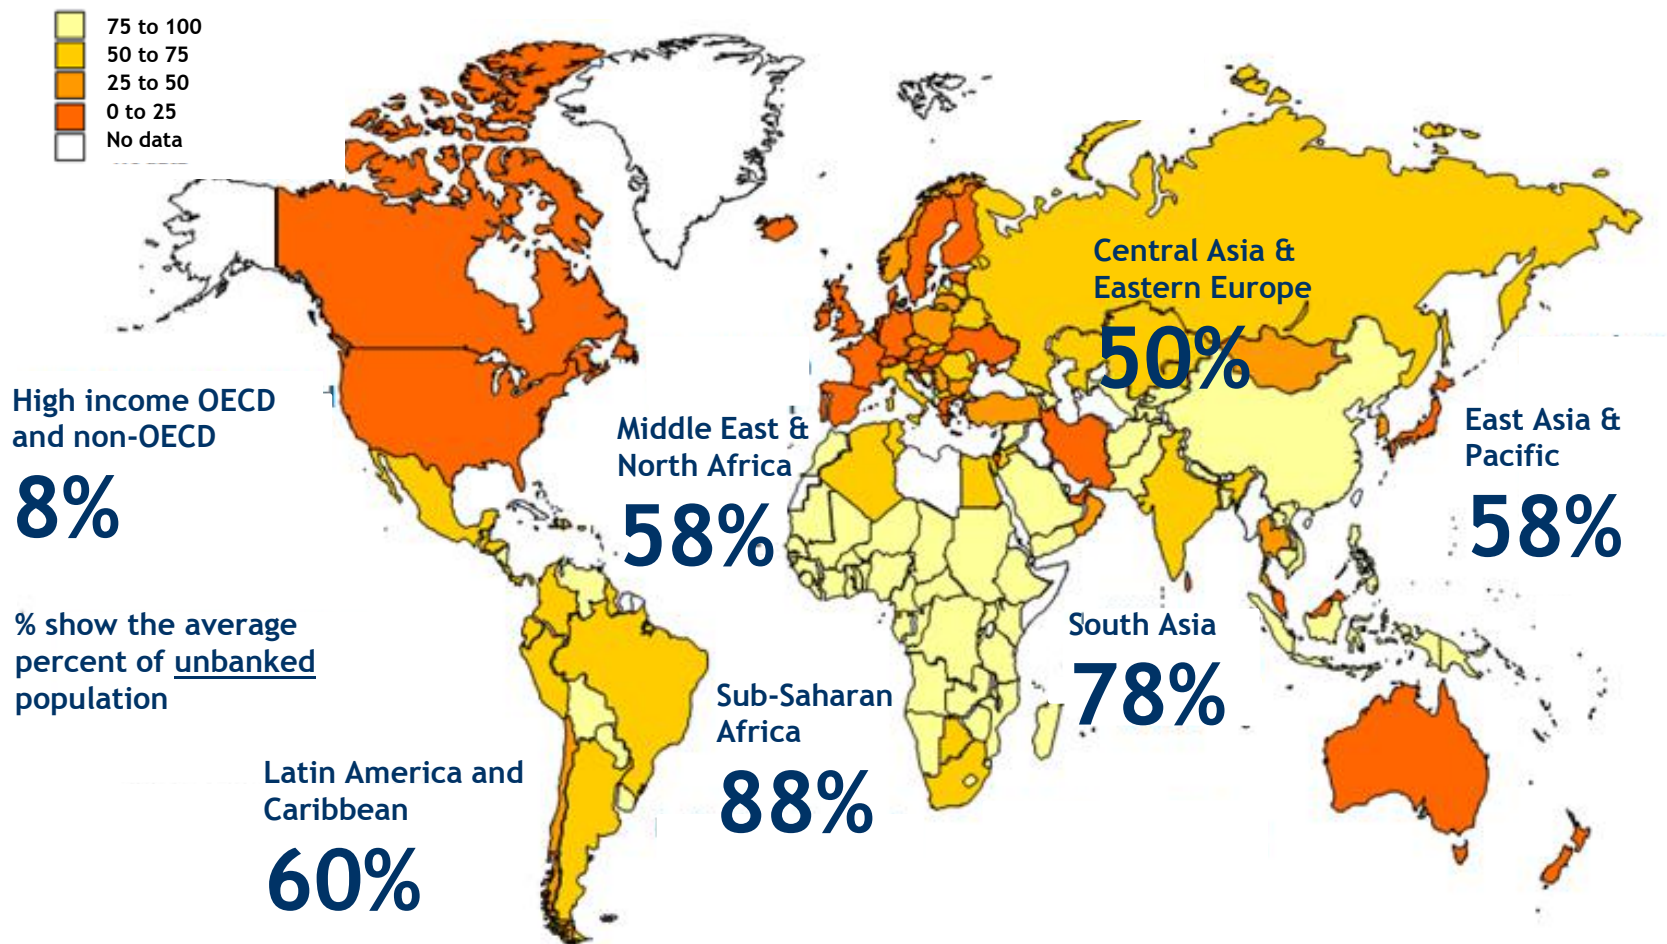 75 to 100
50 to 75
25 to 50
0 to 25
No data
Central Asia &
Eastern Europe
50%
High income OECD
and non-OECD
8%
Middle East &
North Africa
58%
East Asia &
Pacific
58%
% show the average
percent of unbanked
population
South Asia
78%
Sub-Saharan
Africa
88%
Latin America and
Caribbean
60%